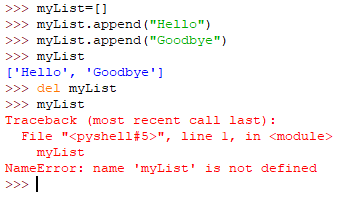 >>> myList=[]
>>> myList.append("Hello")
>>> myList.append("Goodbye")
>>> myList
['Hello', 'Goodbye']
>>> del myList
>>> myList
Traceback (most recent call last):
  File "<pyshell#5>", line 1, in <module>
    myList
NameError: name 'myList' is not defined
>>>